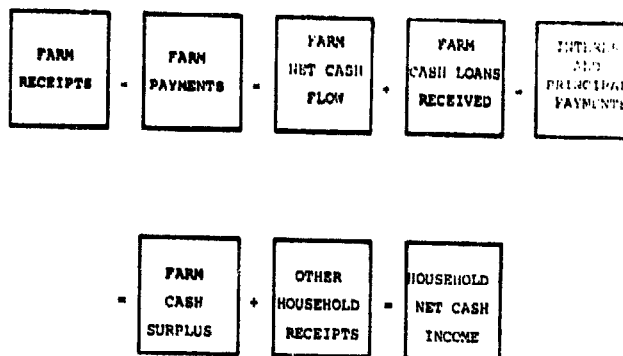 FARM
RECEIPTS
-
FARM
PAYMENTS
=
FARM
NET CASH
FLOW
+
FARM
CASH LOANS
RECEIVED
-
AND
PRINCIPAL
PAYMENTS
=
FARM
CASH
SURPLUS
+
OTHER
HOUSEHOLD
RECEIPTS
=
HOUSEHOLD
NET CASH
INCOME